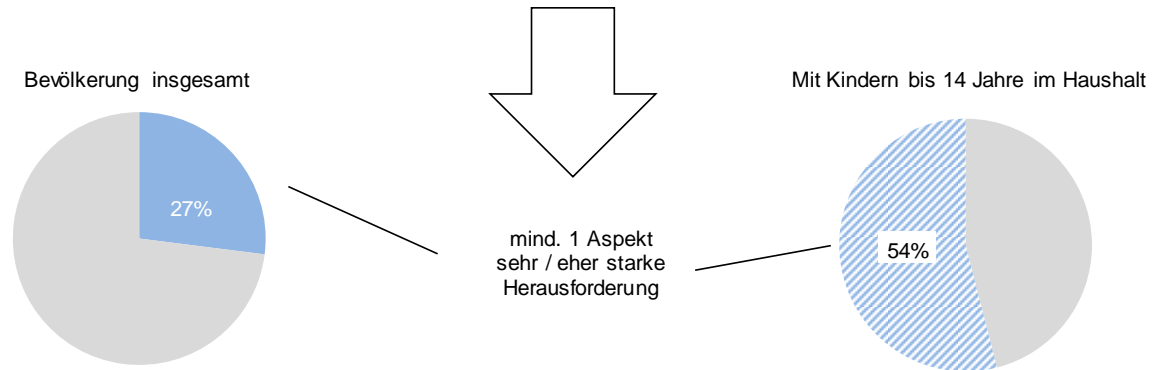 Bevölkerung insgesamt
Mit Kindern bis 14 Jahre im Haushalt
27%
mind. 1 Aspekt
sehr / eher starke
Herausforderung
54%